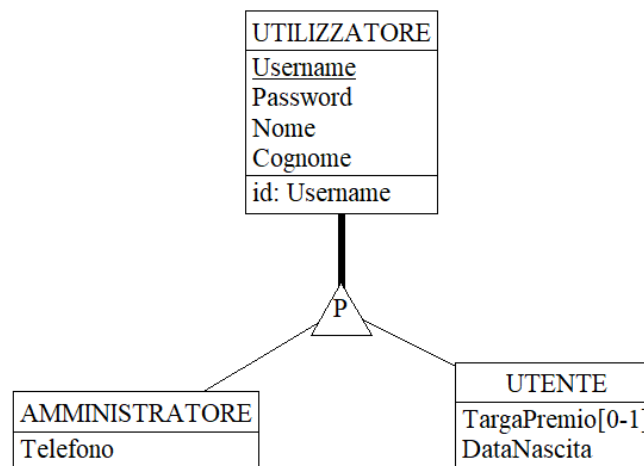 UTILIZZATORE
Username
Password
Nome
Cognome
id: Username
P
AMMINISTRATORE
Telefono
UTENTE
TargaPremio[0-1]
DataNascita